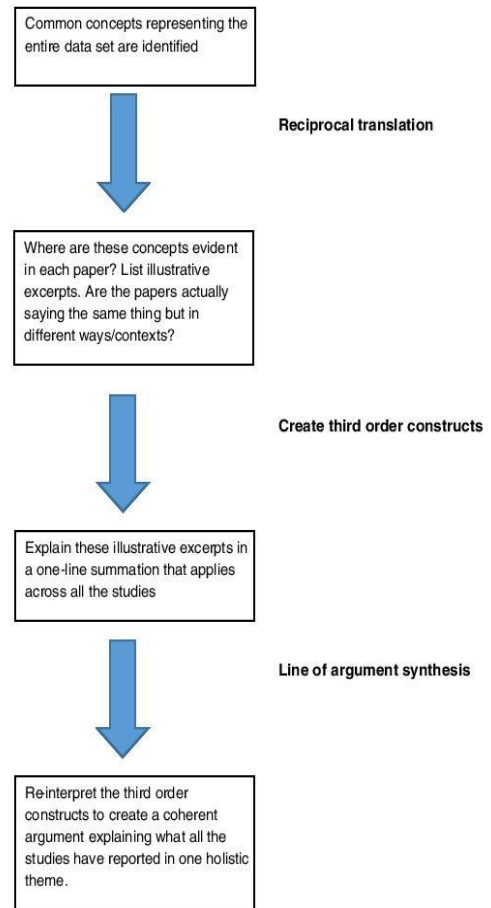 Common concepts representing the
entire data set are identified
Reciprocal translation
Where are these concepts evident
in each paper? List illustrative
excerpts. Are the papers actually
saying the same thing but in
different ways/contexts?
Create third order constructs
Explain these illustrative excerpts in
a one-line summation that applies
across all the studies
Line of argument synthesis
Re-interpret the third order
constructs to create a coherent
argument explaining what all the
studies have reported in one holistic
theme.